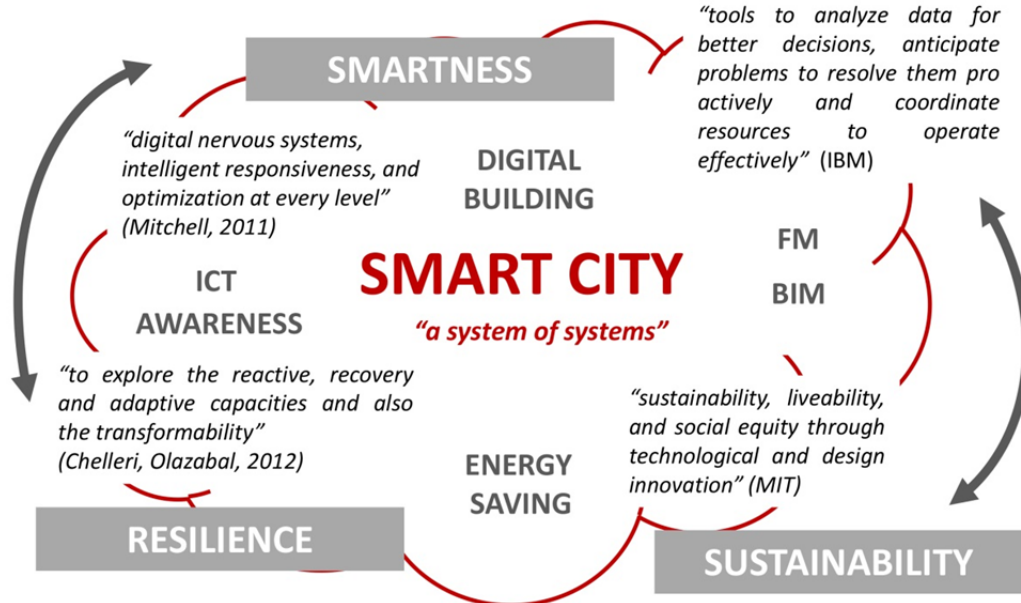 SMARTNESS
“tools to analyze data for
better decisions, anticipate
problems to resolve them pro
actively and coordinate
resources to operate
effectively” (IBM)
“digital nervous systems,
intelligent responsiveness, and
optimization at every level”
(Mitchell, 2011)
DIGITAL
BUILDING
FM
BIM
SMART CITY
“a system of systems”
ICT
AWARENESS
“to explore the reactive, recovery
and adaptive capacities and also
the transformability”
(Chelleri, Olazabal, 2012)
“sustainability, liveability,
and social equity through
technological and design
innovation” (MIT)
ENERGY
SAVING
RESILIENCE
SUSTAINABILITY